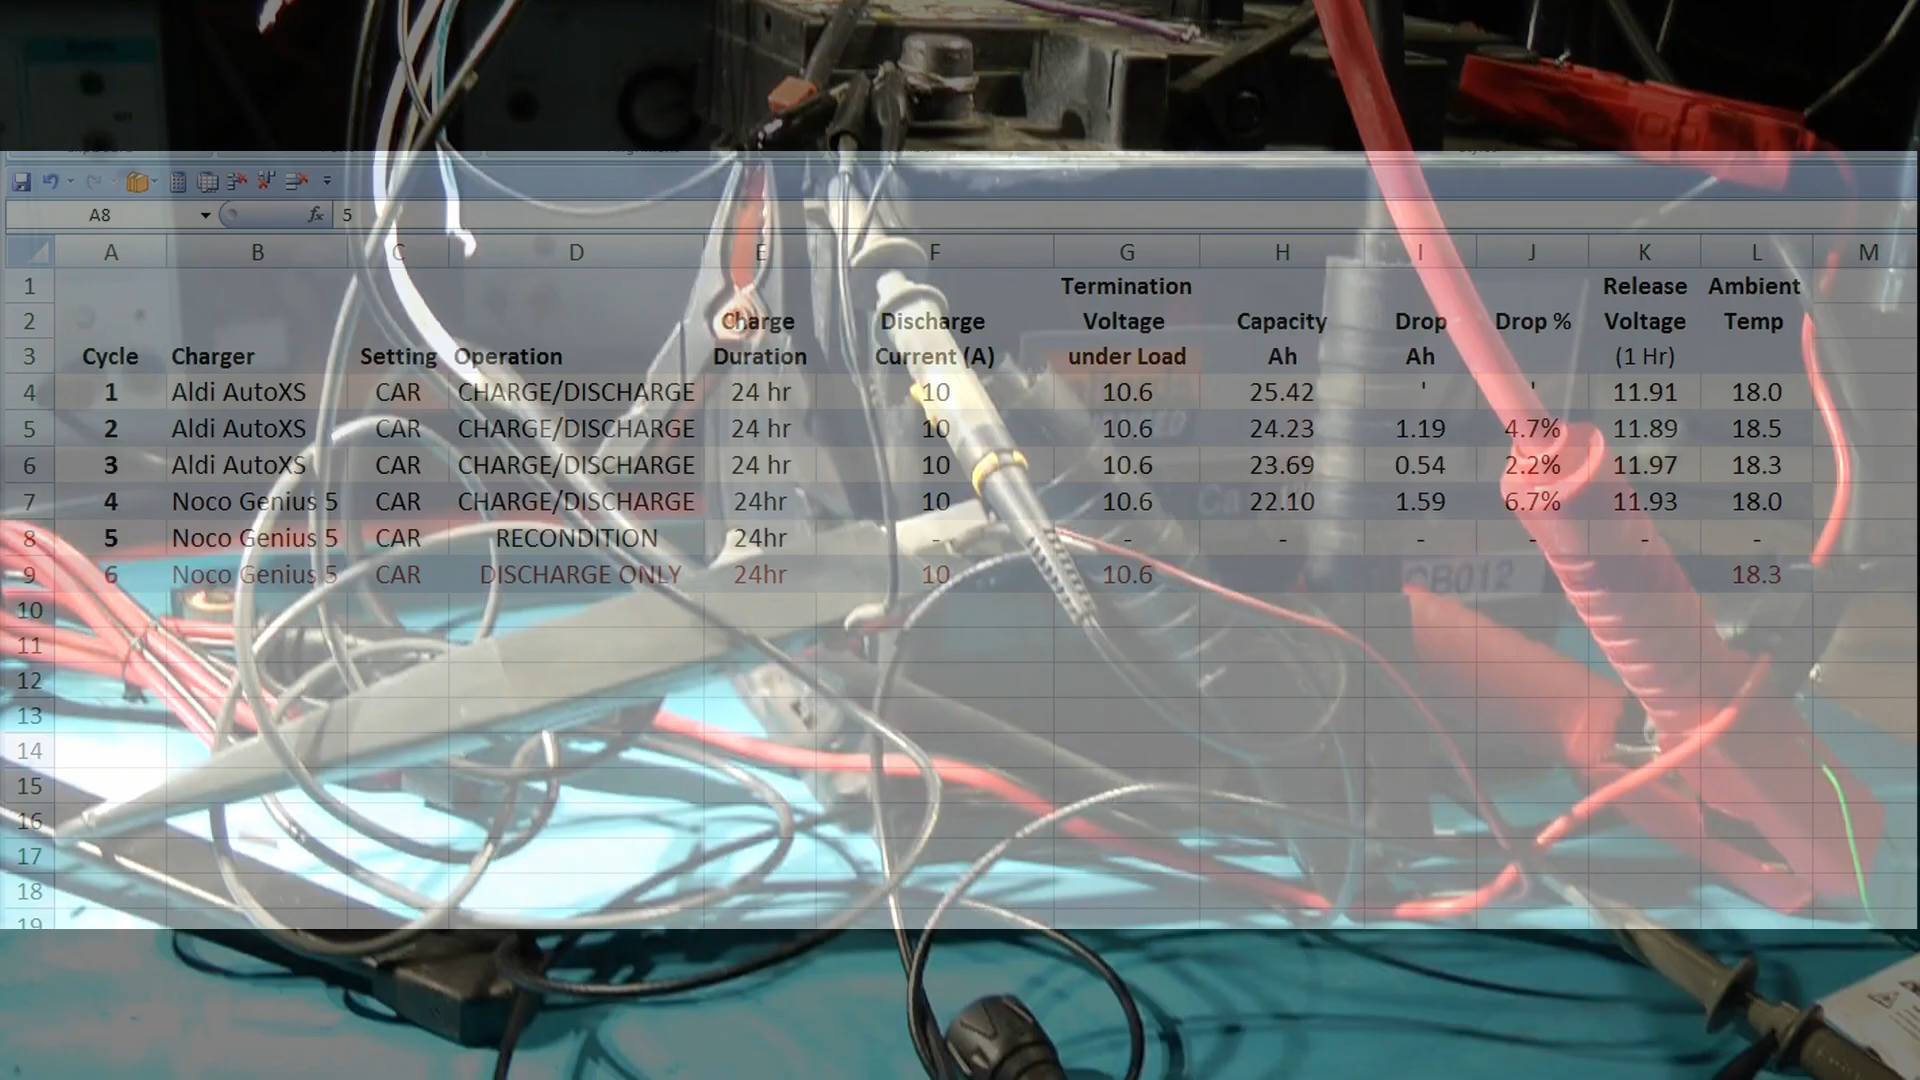 A8 fx 5
A B C D E F G H I J K L M
1 Termination Release Ambient
2 Charge Discharge Voltage Capacity Drop Drop % Voltage Temp
3 Cycle Charger Setting Operation Duration Current (A) under Load Ah Ah (1 Hr)
4 1 Aldi AutoXS CAR CHARGE/DISCHARGE 24 hr 10 10.6 25.42 ' ' 11.91 18.0
5 2 Aldi AutoXS CAR CHARGE/DISCHARGE 24 hr 10 10.6 24.23 1.19 4.7% 11.89 18.5
6 3 Aldi AutoXS CAR CHARGE/DISCHARGE 24 hr 10 10.6 23.69 0.54 2.2% 11.97 18.3
7 4 Noco Genius 5 CAR CHARGE/DISCHARGE 24hr 10 10.6 22.10 1.59 6.7% 11.93 18.0
8 5 Noco Genius 5 CAR RECONDITION 24hr - - - - - - -
9 6 Noco Genius 5 CAR DISCHARGE ONLY 24hr 10 10.6 18.3
CB012
10
11
12
13
14
15
16
17
18
19